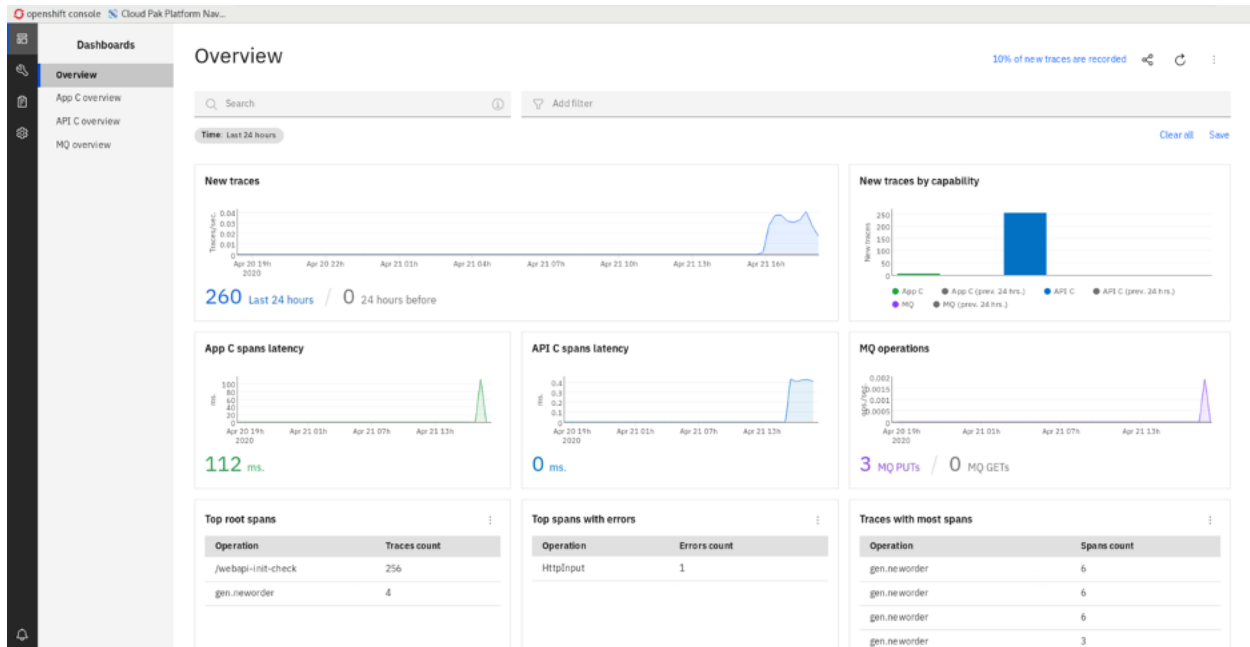 openshift console Cloud Pak Platform Nav...
Dashboards
Overview
App C overview
API C overview
MQ overview
Overview
10% of new traces are recorded
Search
Add filter
Time: Last 24 hours
Clear all Save
New traces
Traces/sec.
0.04
0.03
0.02
0.01
0
Apr 20 19h Apr 20 22h Apr 21 01h Apr 21 04h Apr 21 07h Apr 21 10h Apr 21 13h Apr 21 16h
2020
260 Last 24 hours / 0 24 hours before
New traces by capability
New traces
250
200
150
100
50
0
App C App C (prev. 24 hrs.) API C API C (prev. 24 hrs.)
MQ MQ (prev. 24 hrs.)
App C spans latency
ms.
100
80
60
40
20
0
Apr 20 19h Apr 21 01h Apr 21 07h Apr 21 13h
2020
112 ms.
API C spans latency
ms.
0.4
0.3
0.2
0.1
0
Apr 20 19h Apr 21 01h Apr 21 07h Apr 21 13h
2020
0 ms.
MQ operations
ops./sec.
0.002
0.0015
0.001
0.0005
0
Apr 20 19h Apr 21 01h Apr 21 07h Apr 21 13h
2020
3 MQ PUTs / 0 MQ GETs
Top root spans
Operation Traces count
/webapi-init-check 256
gen.neworder 4
Top spans with errors
Operation Errors count
HttpInput 1
Traces with most spans
Operation Spans count
gen.neworder 6
gen.neworder 6
gen.neworder 6
gen.neworder 3